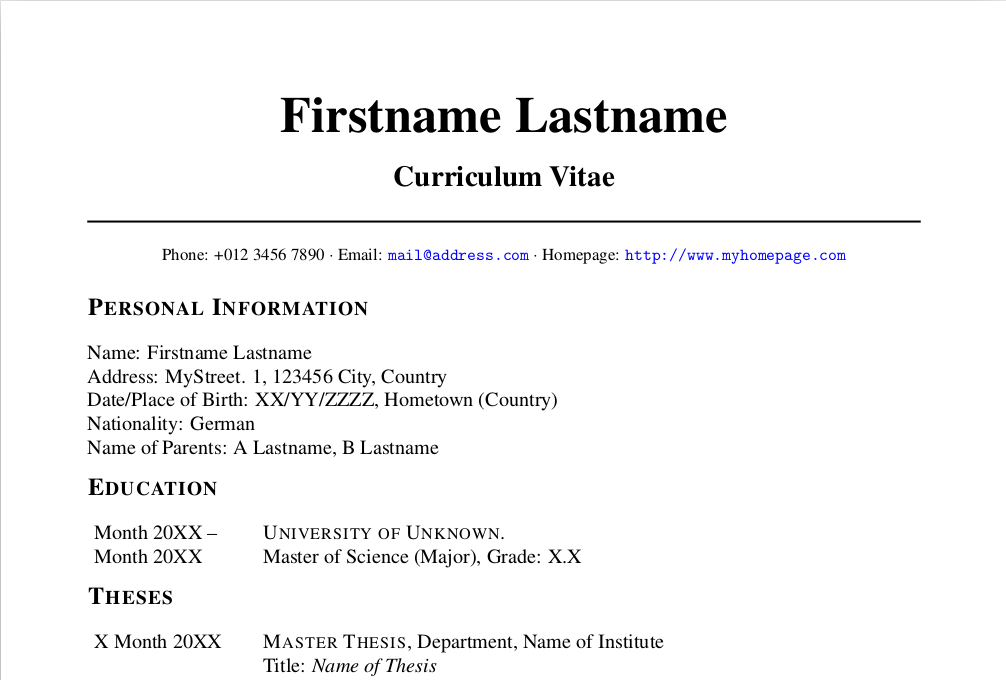 Firstname Lastname
Curriculum Vitae
Phone: +012 3456 7890 · Email: mail@address.com · Homepage: http://www.myhomepage.com
PERSONAL INFORMATION
Name: Firstname Lastname
Address: MyStreet. 1, 123456 City, Country
Date/Place of Birth: XX/YY/ZZZZ, Hometown (Country)
Nationality: German
Name of Parents: A Lastname, B Lastname
EDUCATION
Month 20XX – UNIVERSITY OF UNKNOWN.
Month 20XX Master of Science (Major), Grade: X.X
THESES
X Month 20XX MASTER THESIS, Department, Name of Institute
Title: Name of Thesis